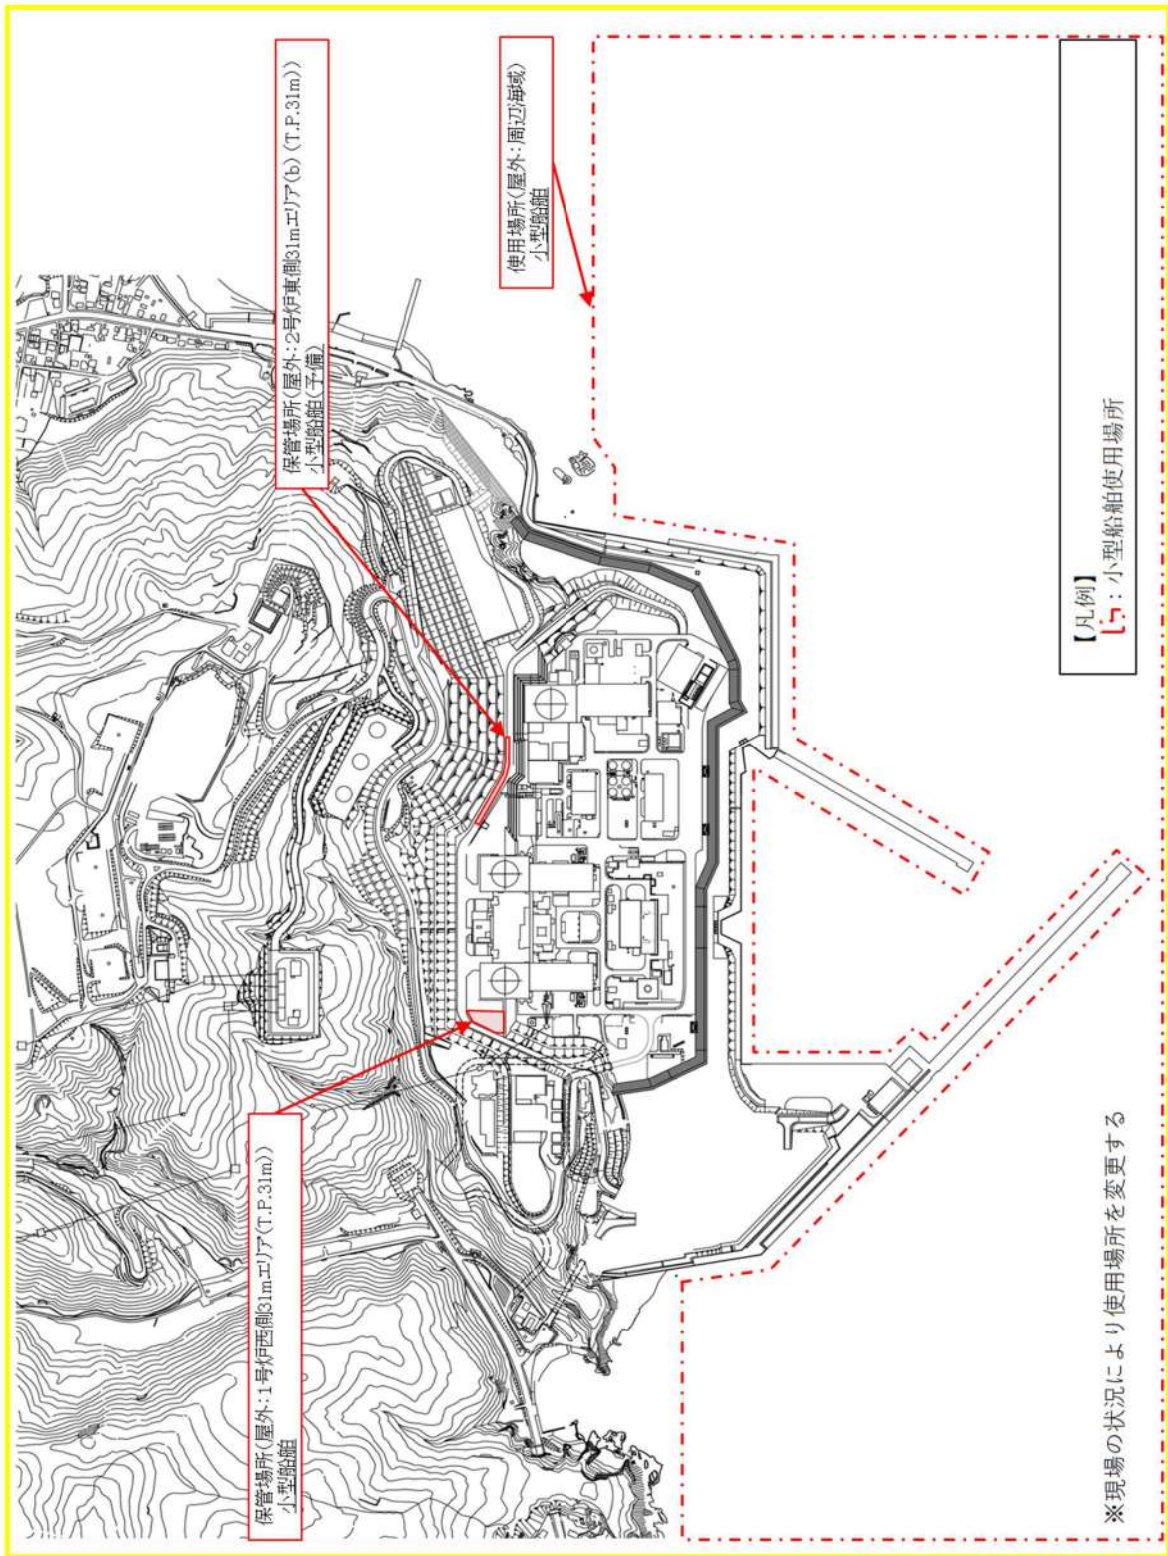 保管場所(屋外:1号炉西側31mエリア(T.P.31m))
小型船舶
保管場所(屋外:2号炉東側31mエリア(b)(T.P.31m))
小型船舶(予備)
使用場所(屋外:周辺海域)
小型船舶
【凡例】
:小型船舶使用場所
※現場の状況により使用場所を変更する